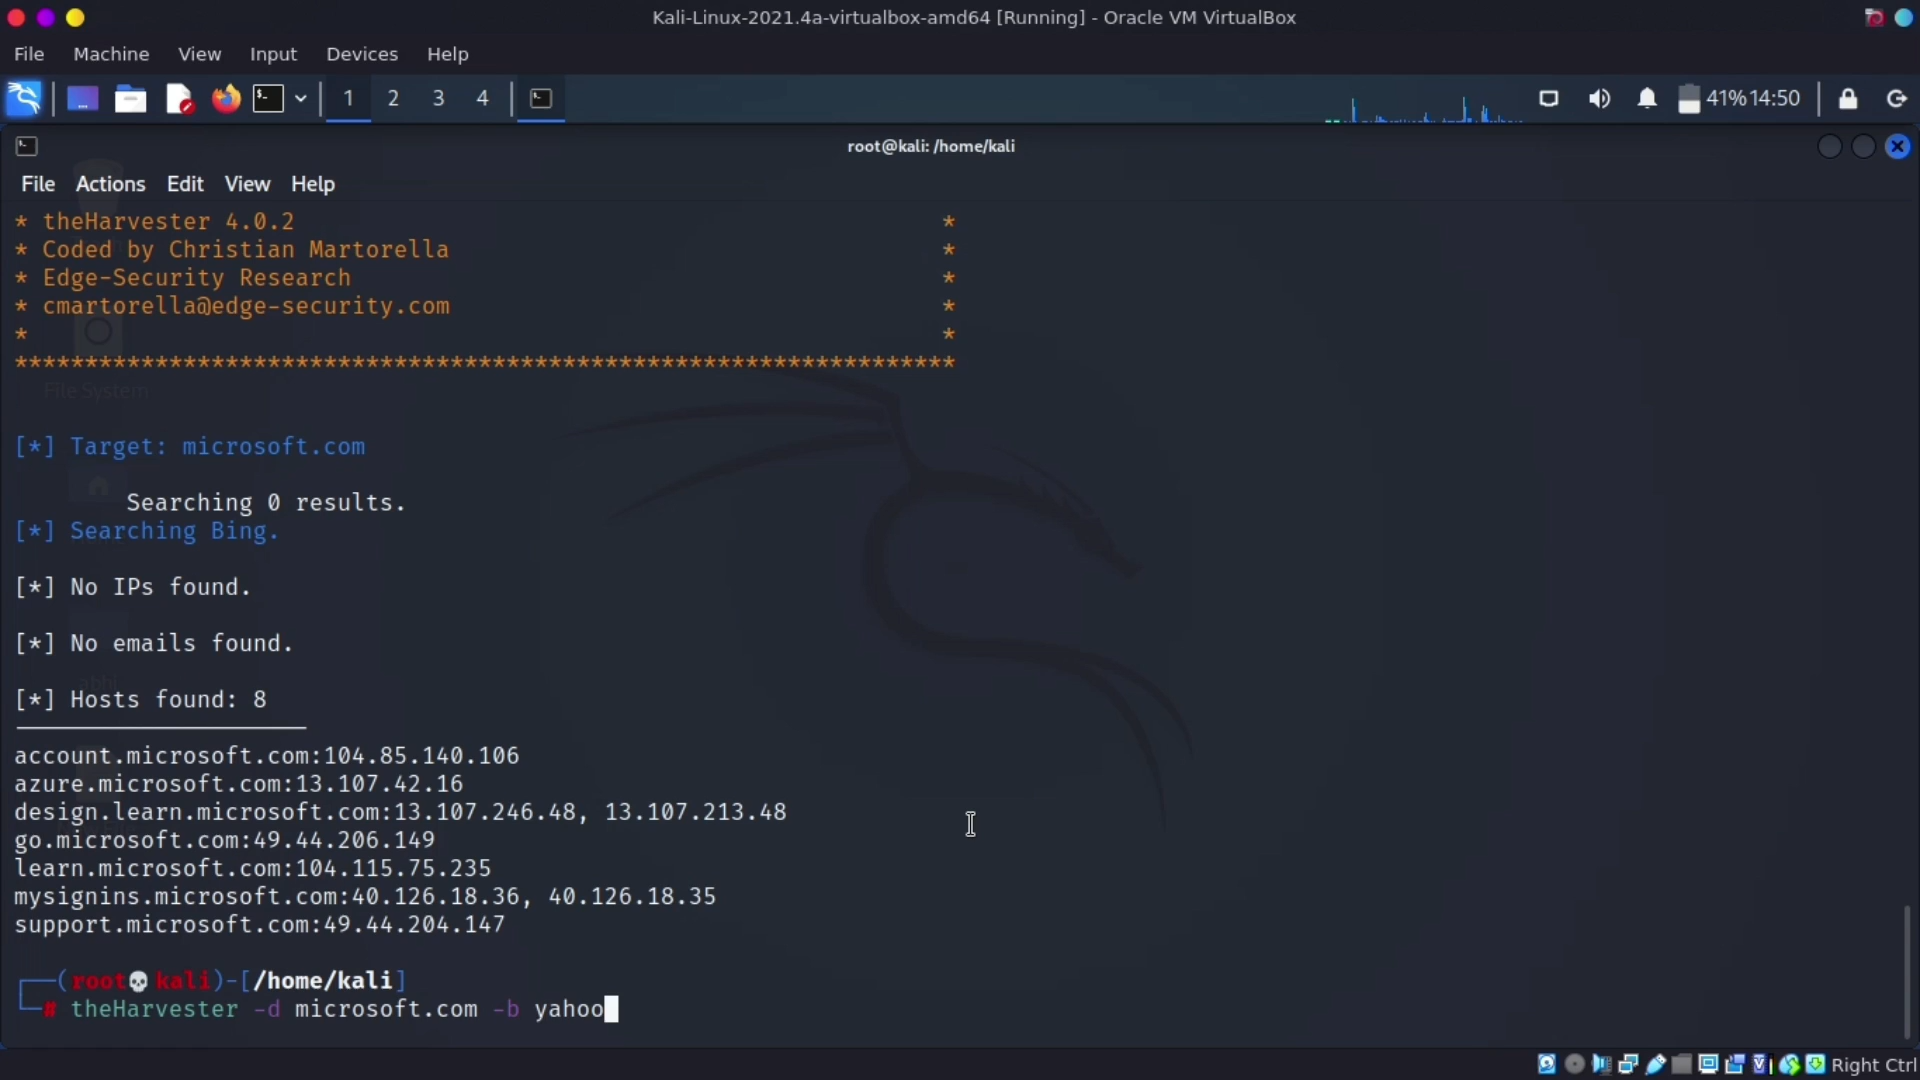 Kali-Linux-2021.4a-virtualbox-amd64 [Running] - Oracle VM VirtualBox
File Machine View Input Devices Help
1 2 3 4 41% 14:50
root@kali: /home/kali
File Actions Edit View Help
* theHarvester 4.0.2 *
* Coded by Christian Martorella *
* Edge-Security Research *
* cmartorella@edge-security.com *
* *
*******************************************************************
File System
[*] Target: microsoft.com
Searching 0 results.
[*] Searching Bing.
[*] No IPs found.
[*] No emails found.
abhi
[*] Hosts found: 8
account.microsoft.com:104.85.140.106
azure.microsoft.com:13.107.42.16
design.learn.microsoft.com:13.107.246.48, 13.107.213.48
go.microsoft.com:49.44.206.149
learn.microsoft.com:104.115.75.235
mysignins.microsoft.com:40.126.18.36, 40.126.18.35
support.microsoft.com:49.44.204.147
┌──(root💀kali)-[/home/kali]
└─# theHarvester -d microsoft.com -b yahoo
Right Ctrl